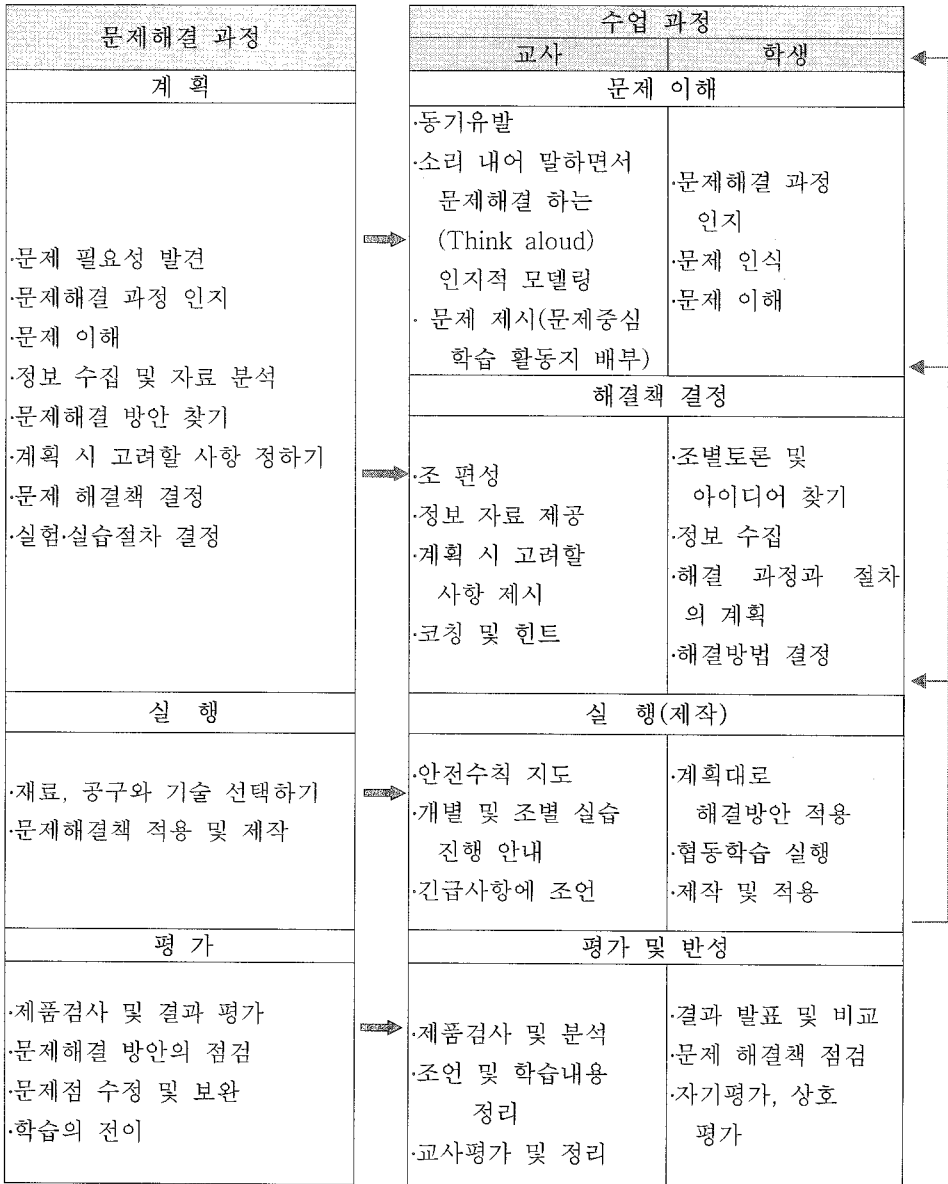 문제해결 과정
계 획
·문제 필요성 발견
·문제해결 과정 인지
·문제 이해
·정보 수집 및 자료 분석
·문제해결 방안 찾기
·계획 시 고려할 사항 정하기
·문제 해결책 결정
·실험·실습절차 결정
실 행
·재료, 공구와 기술 선택하기
·문제해결책 적용 및 제작
평 가
·제품검사 및 결과 평가
·문제해결 방안의 점검
·문제점 수정 및 보완
·학습의 전이
수업 과정
교사
학생
문제 이해
·동기유발
·소리 내어 말하면서
문제해결 하는
(Think aloud)
인지적 모델링
· 문제 제시(문제중심
학습 활동지 배부)
·문제해결 과정
인지
·문제 인식
·문제 이해
해결책 결정
·조 편성
·정보 자료 제공
·계획 시 고려할
사항 제시
·코칭 및 힌트
·조별토론 및
아이디어 찾기
·정보 수집
·해결 과정과 절차
의 계획
·해결방법 결정
실 행(제작)
·안전수칙 지도
·개별 및 조별 실습
진행 안내
·긴급사항에 조언
·계획대로
해결방안 적용
·협동학습 실행
·제작 및 적용
평가 및 반성
·제품검사 및 분석
·조언 및 학습내용
정리
·교사평가 및 정리
·결과 발표 및 비교
·문제 해결책 점검
·자기평가, 상호
평가